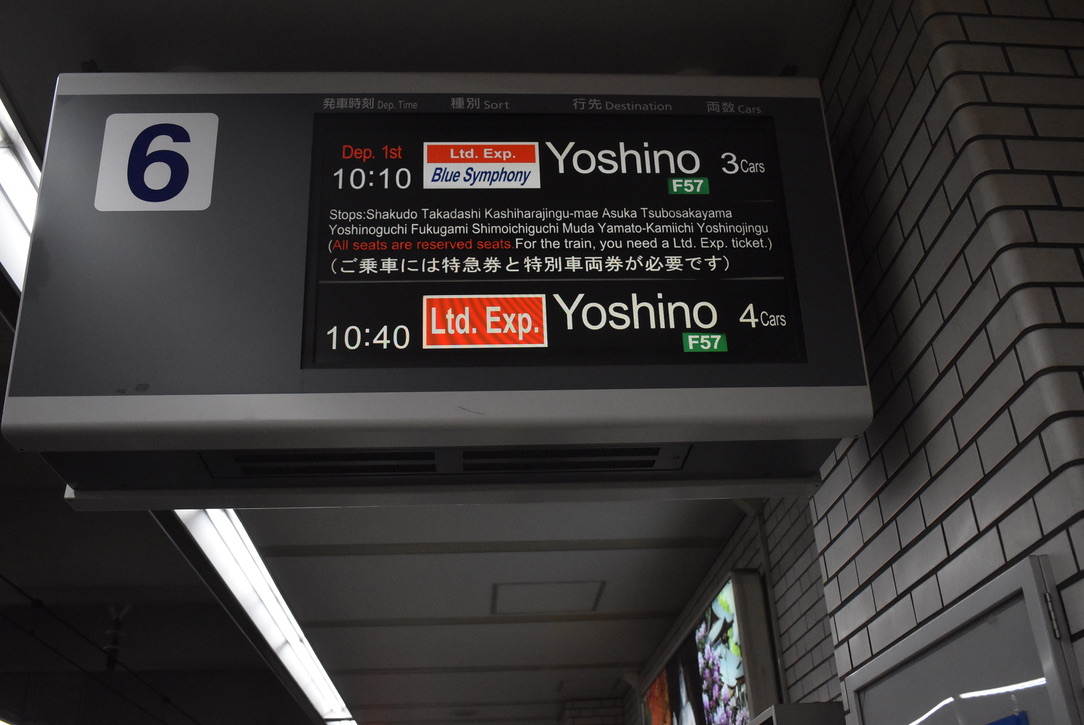 6
発車時刻 Dep. Time 種別 Sort 行先 Destination 両数 Cars
Dep. 1st
10:10 Ltd. Exp. Blue Symphony Yoshino F57 3Cars
Stops:Shakudo Takadashi Kashiharajingu-mae Asuka Tsubosakayama
Yoshinoguchi Fukugami Shimoichiguchi Muda Yamato-Kamiichi Yoshinojingu
(All seats are reserved seats.For the train, you need a Ltd. Exp. ticket.)
(ご乗車には特急券と特別車両券が必要です)
10:40 Ltd. Exp. Yoshino F57 4Cars